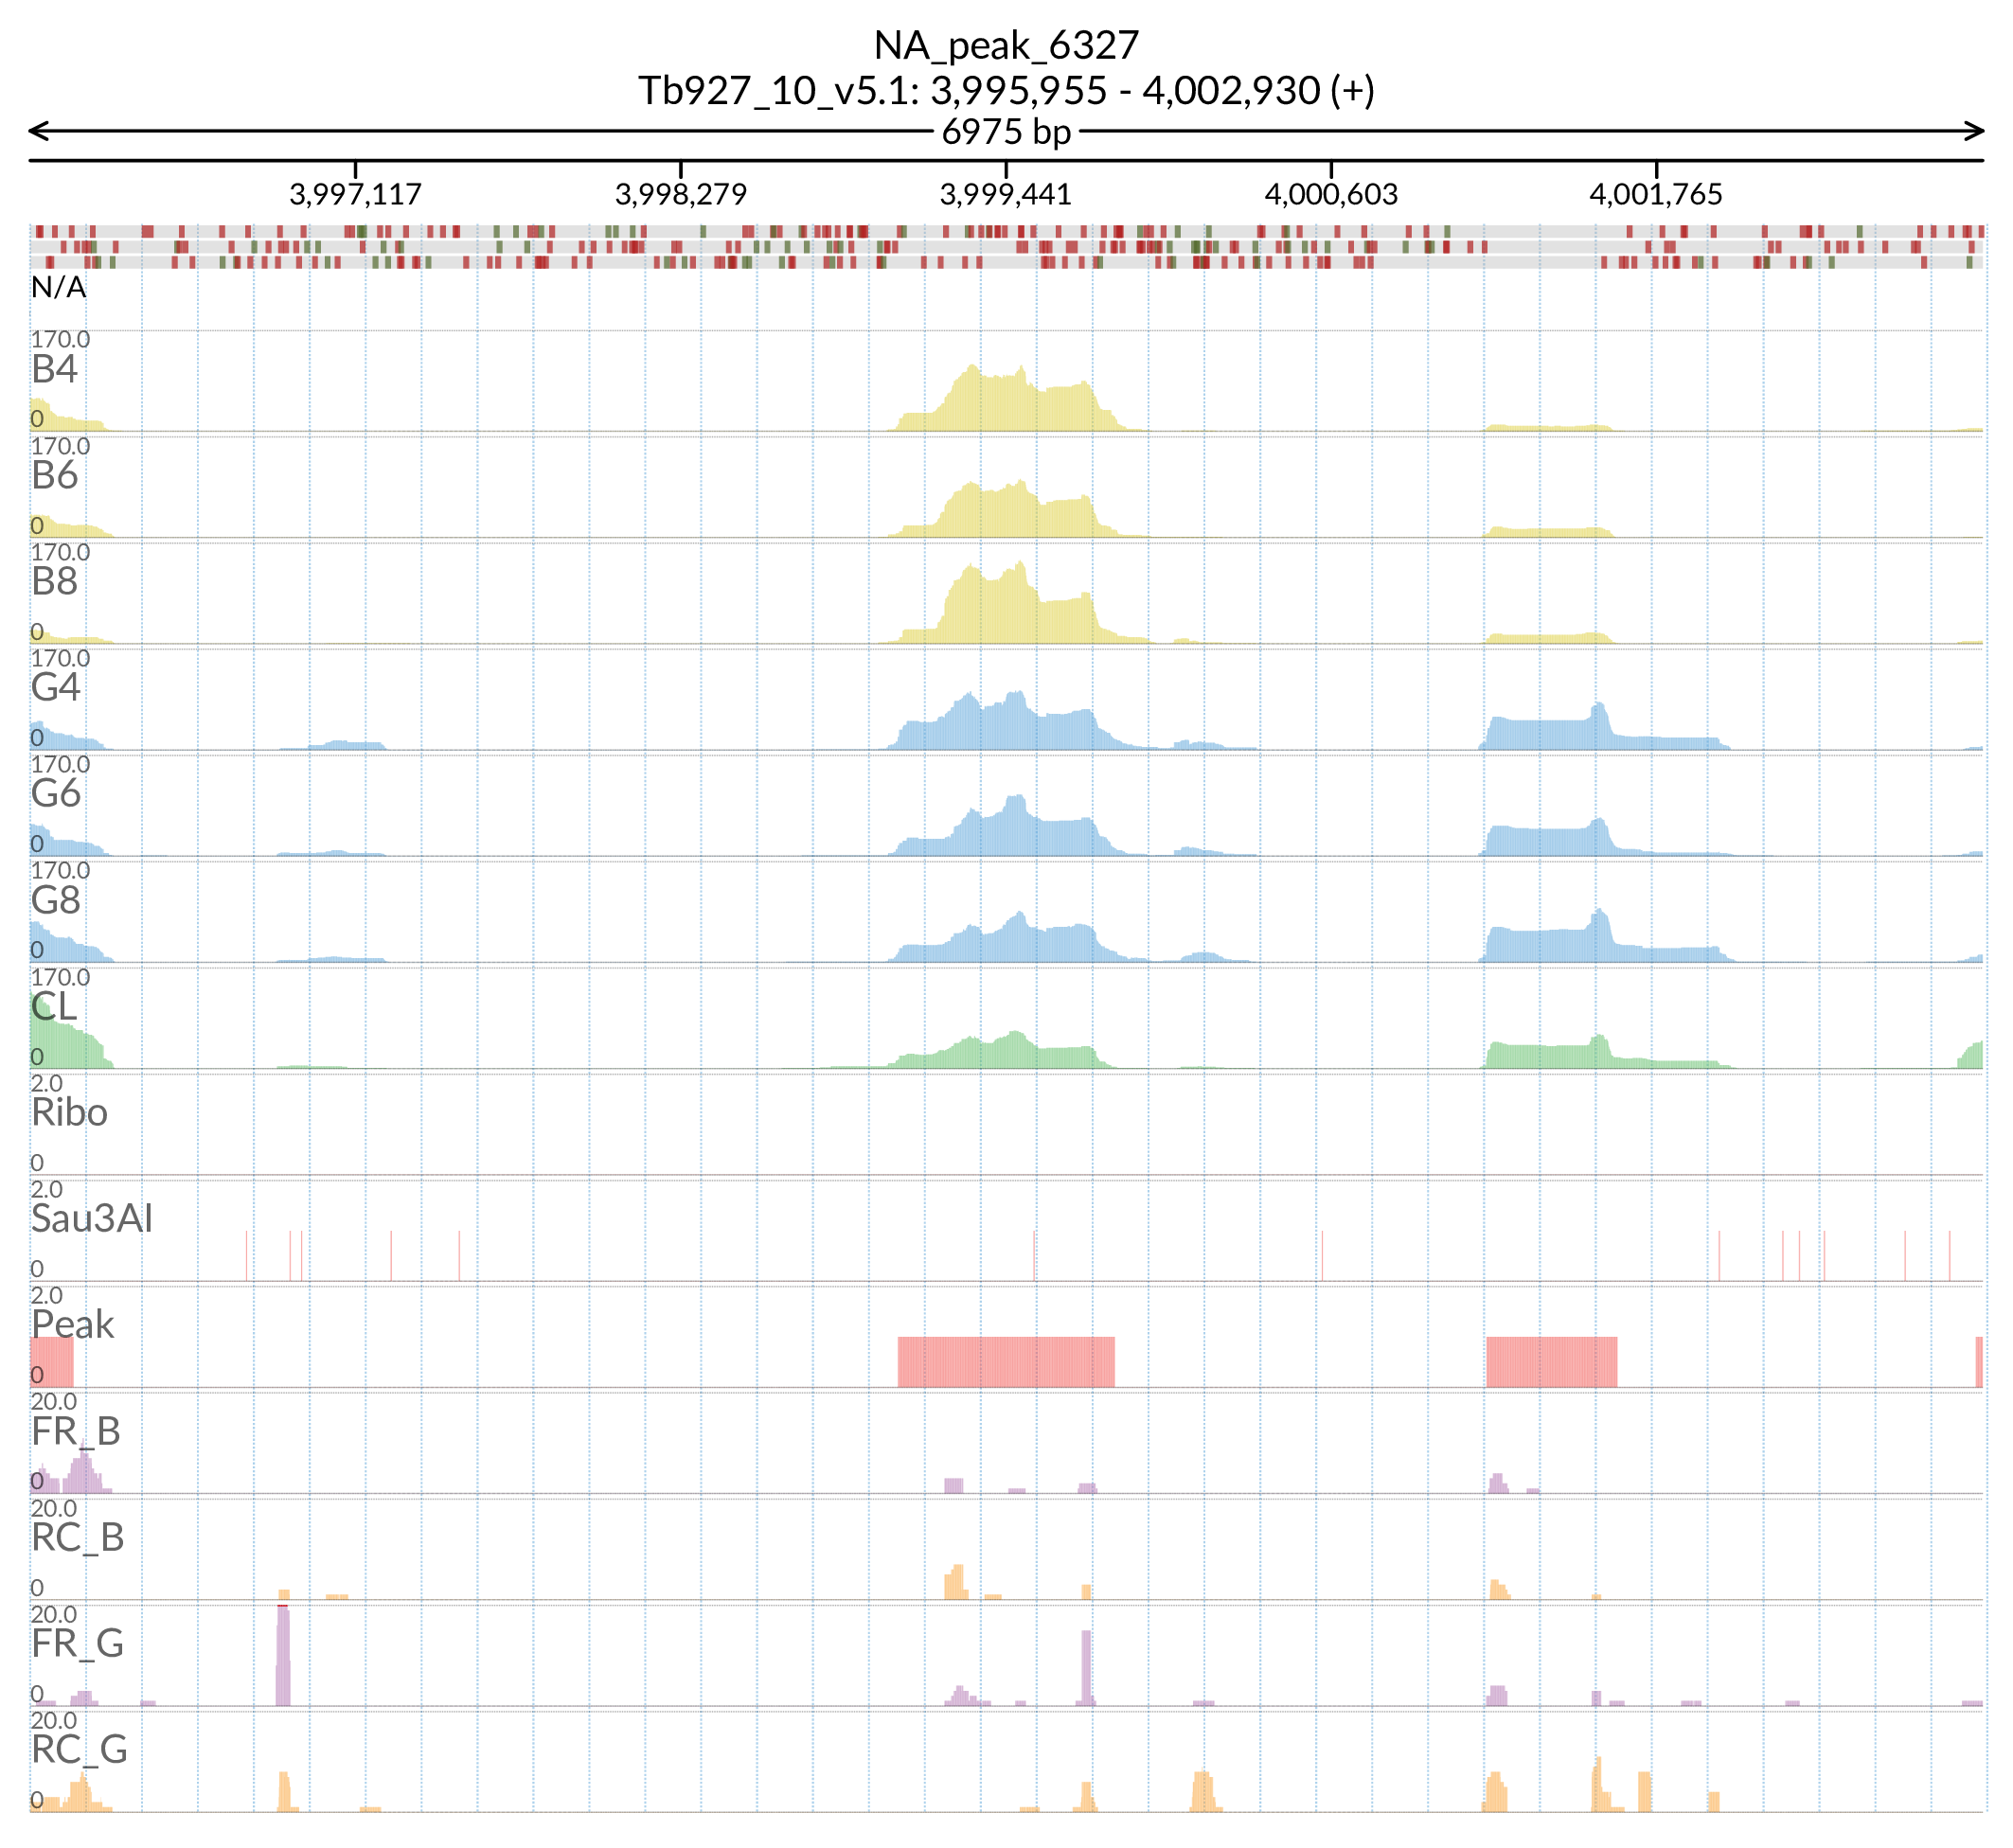 NA_peak_6327
Tb927_10_v5.1: 3,995,955 - 4,002,930 (+)
6975 bp
3,997,117 3,998,279 3,999,441 4,000,603 4,001,765
N/A
170.0
B4
0
170.0
B6
0
170.0
B8
0
170.0
G4
0
170.0
G6
0
170.0
G8
0
170.0
CL
0
2.0
Ribo
0
2.0
Sau3AI
0
2.0
Peak
0
20.0
FR_B
0
20.0
RC_B
0
20.0
FR_G
0
20.0
RC_G
0